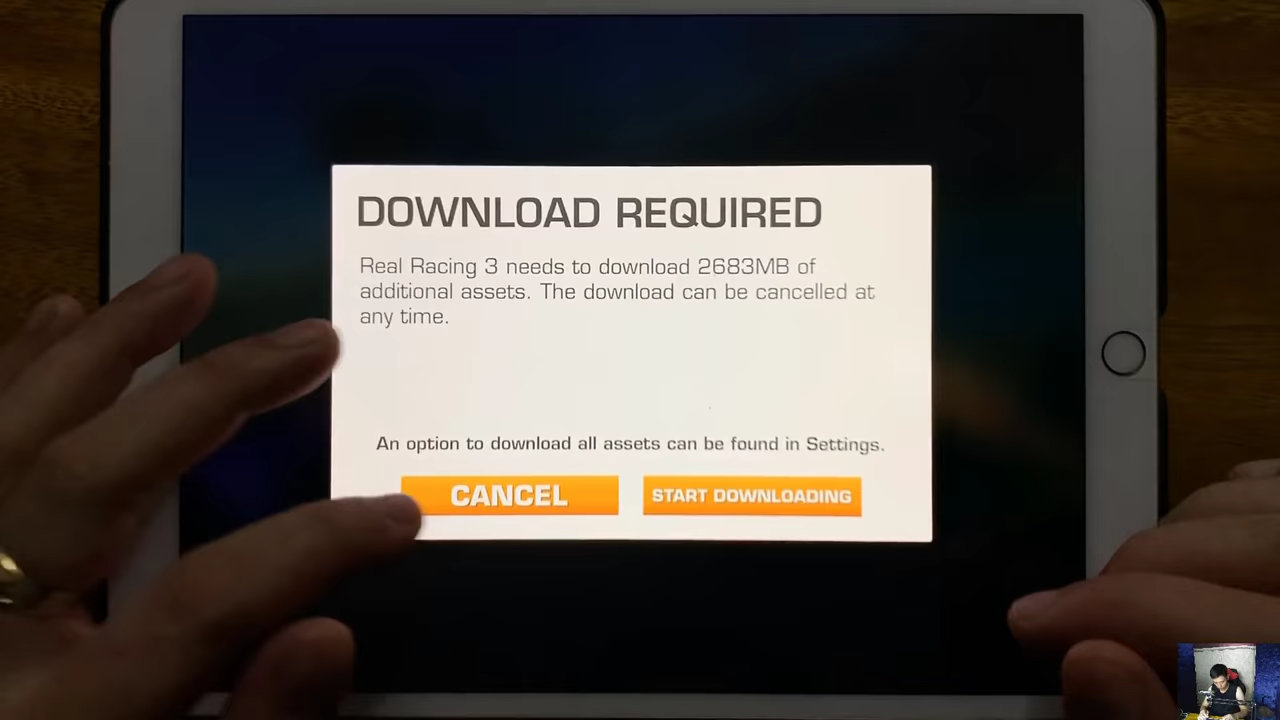 DOWNLOAD REQUIRED
Real Racing 3 needs to download 2683MB of
additional assets. The download can be cancelled at
any time.
An option to download all assets can be found in Settings.
CANCEL
START DOWNLOADING